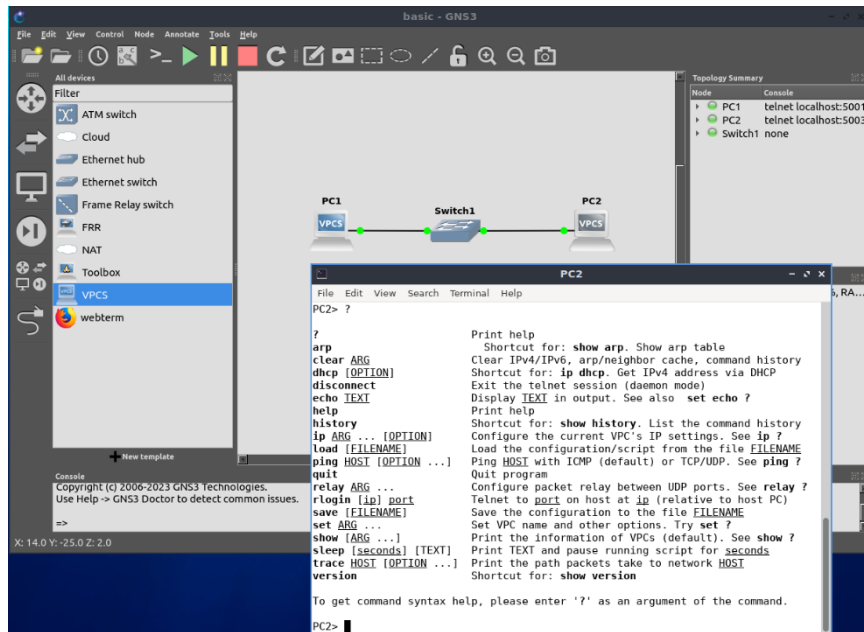 basic - GNS3
File Edit View Control Node Annotate Tools Help
All devices
Filter
ATM switch
Cloud
Ethernet hub
Ethernet switch
Frame Relay switch
FRR
NAT
Toolbox
VPCS
webterm
New template
PC1
VPCS
Switch1
PC2
VPCS
Topology Summary
Node Console
PC1 telnet localhost:5001
PC2 telnet localhost:5003
Switch1 none
RA...
Console
Copyright (c) 2006-2023 GNS3 Technologies.
Use Help -> GNS3 Doctor to detect common issues.
=>
X: 14.0 Y: -25.0 Z: 2.0
PC2
File Edit View Search Terminal Help
PC2> ?
? Print help
arp Shortcut for: show arp. Show arp table
clear ARG Clear IPv4/IPv6, arp/neighbor cache, command history
dhcp [OPTION] Shortcut for: ip dhcp. Get IPv4 address via DHCP
disconnect Exit the telnet session (daemon mode)
echo TEXT Display TEXT in output. See also set echo ?
help Print help
history Shortcut for: show history. List the command history
ip ARG ... [OPTION] Configure the current VPC's IP settings. See ip ?
load [FILENAME] Load the configuration/script from the file FILENAME
ping HOST [OPTION ...] Ping HOST with ICMP (default) or TCP/UDP. See ping ?
quit Quit program
relay ARG ... Configure packet relay between UDP ports. See relay ?
rlogin [ip] port Telnet to port on host at ip (relative to host PC)
save [FILENAME] Save the configuration to the file FILENAME
set ARG ... Set VPC name and other options. Try set ?
show [ARG ...] Print the information of VPCs (default). See show ?
sleep [seconds] [TEXT] Print TEXT and pause running script for seconds
trace HOST [OPTION ...] Print the path packets take to network HOST
version Shortcut for: show version
To get command syntax help, please enter '?' as an argument of the command.
PC2>